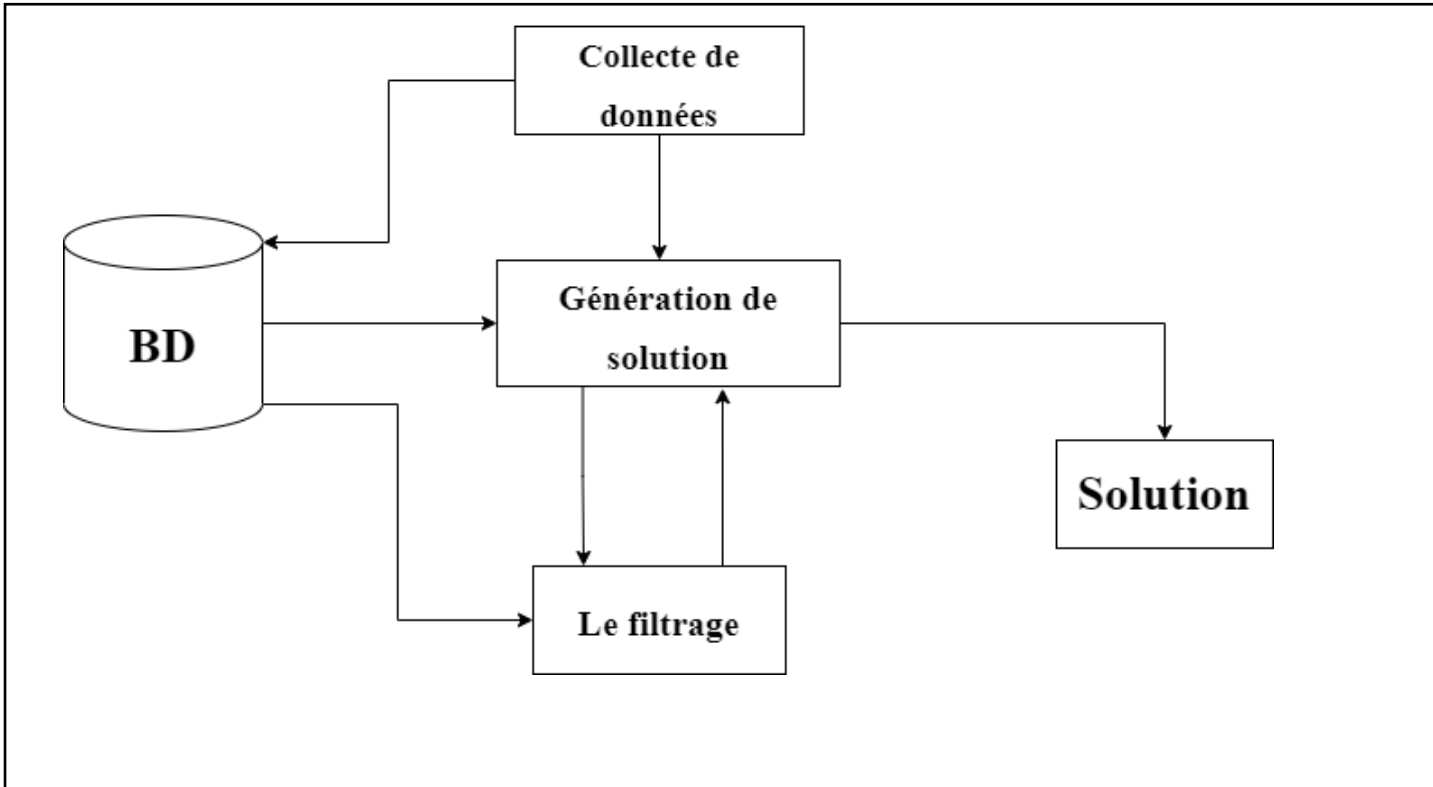 Collecte de
données
Génération de
solution
BD
Solution
Le filtrage